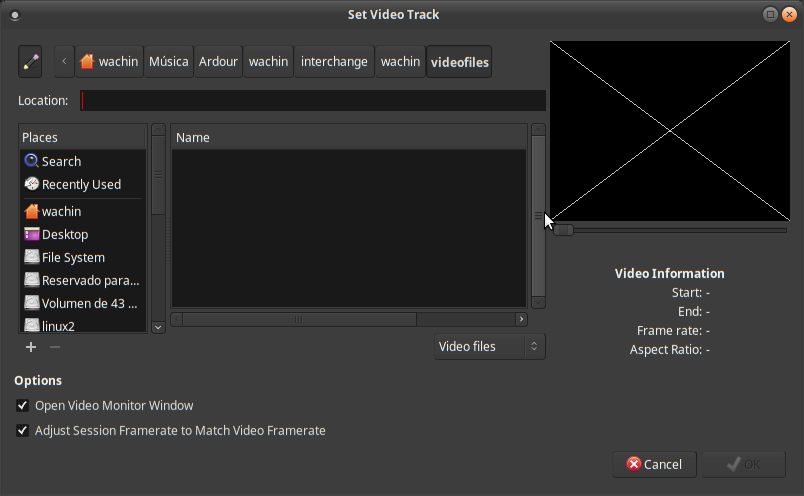 Set Video Track
wachin Música Ardour wachin interchange wachin videofiles
Location:
Places
Name
Search
Recently Used
wachin
Desktop
File System
Reservado para...
Volumen de 43 ...
linux2
Video files
Video Information
Start: -
End: -
Frame rate: -
Aspect Ratio: -
Options
Open Video Monitor Window
Adjust Session Framerate to Match Video Framerate
Cancel
OK